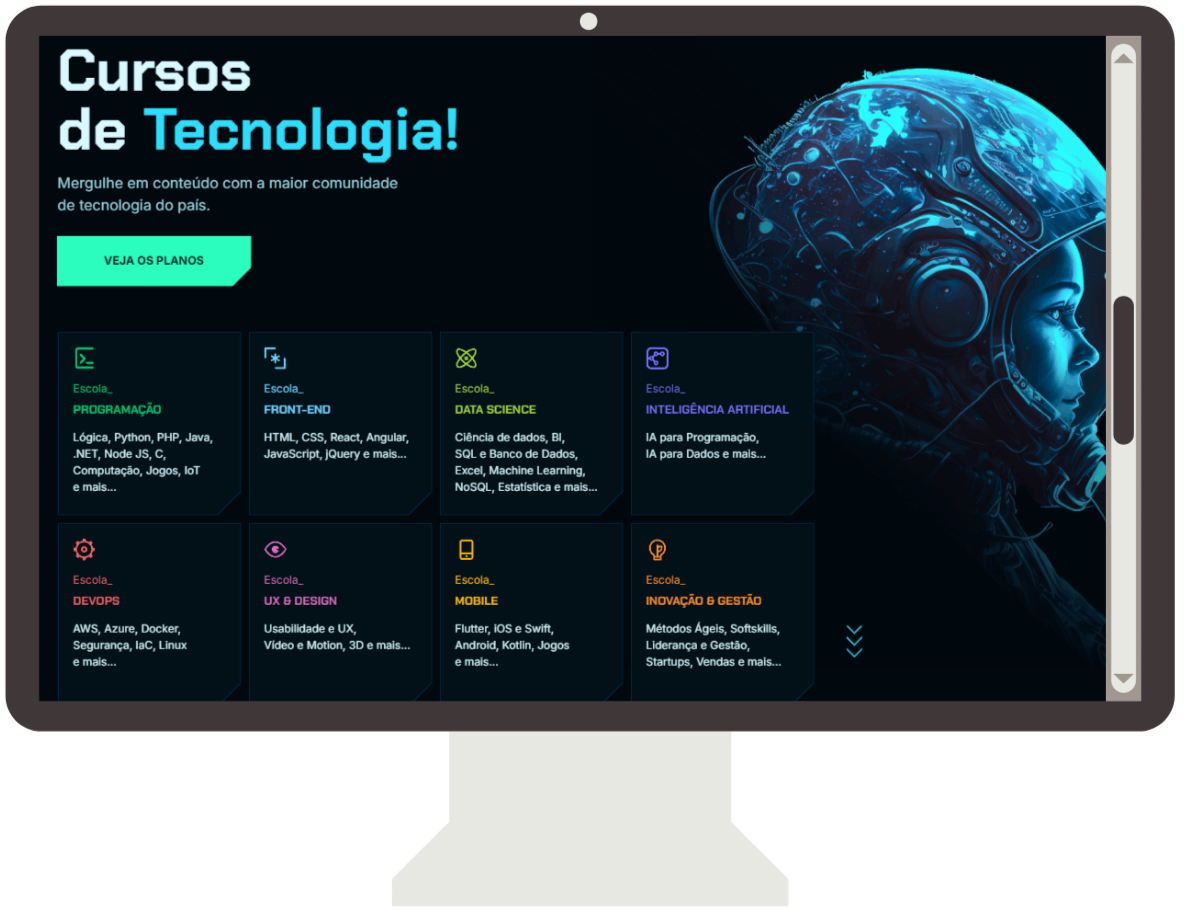 Cursos
de Tecnologia!
Mergulhe em conteúdo com a maior comunidade
de tecnologia do país.
VEJA OS PLANOS
Escola_
PROGRAMAÇÃO
Lógica, Python, PHP, Java,
.NET, Node JS, C,
Computação, Jogos, IoT
e mais...
Escola_
FRONT-END
HTML, CSS, React, Angular,
JavaScript, jQuery e mais...
Escola_
DATA SCIENCE
Ciência de dados, BI,
SQL e Banco de Dados,
Excel, Machine Learning,
NoSQL, Estatística e mais...
Escola_
INTELIGÊNCIA ARTIFICIAL
IA para Programação,
IA para Dados e mais...
Escola_
DEVOPS
AWS, Azure, Docker,
Segurança, IaC, Linux
e mais...
Escola_
UX & DESIGN
Usabilidade e UX,
Vídeo e Motion, 3D e mais...
Escola_
MOBILE
Flutter, iOS e Swift,
Android, Kotlin, Jogos
e mais...
Escola_
INOVAÇÃO & GESTÃO
Métodos Ágeis, Softskills,
Liderança e Gestão,
Startups, Vendas e mais...